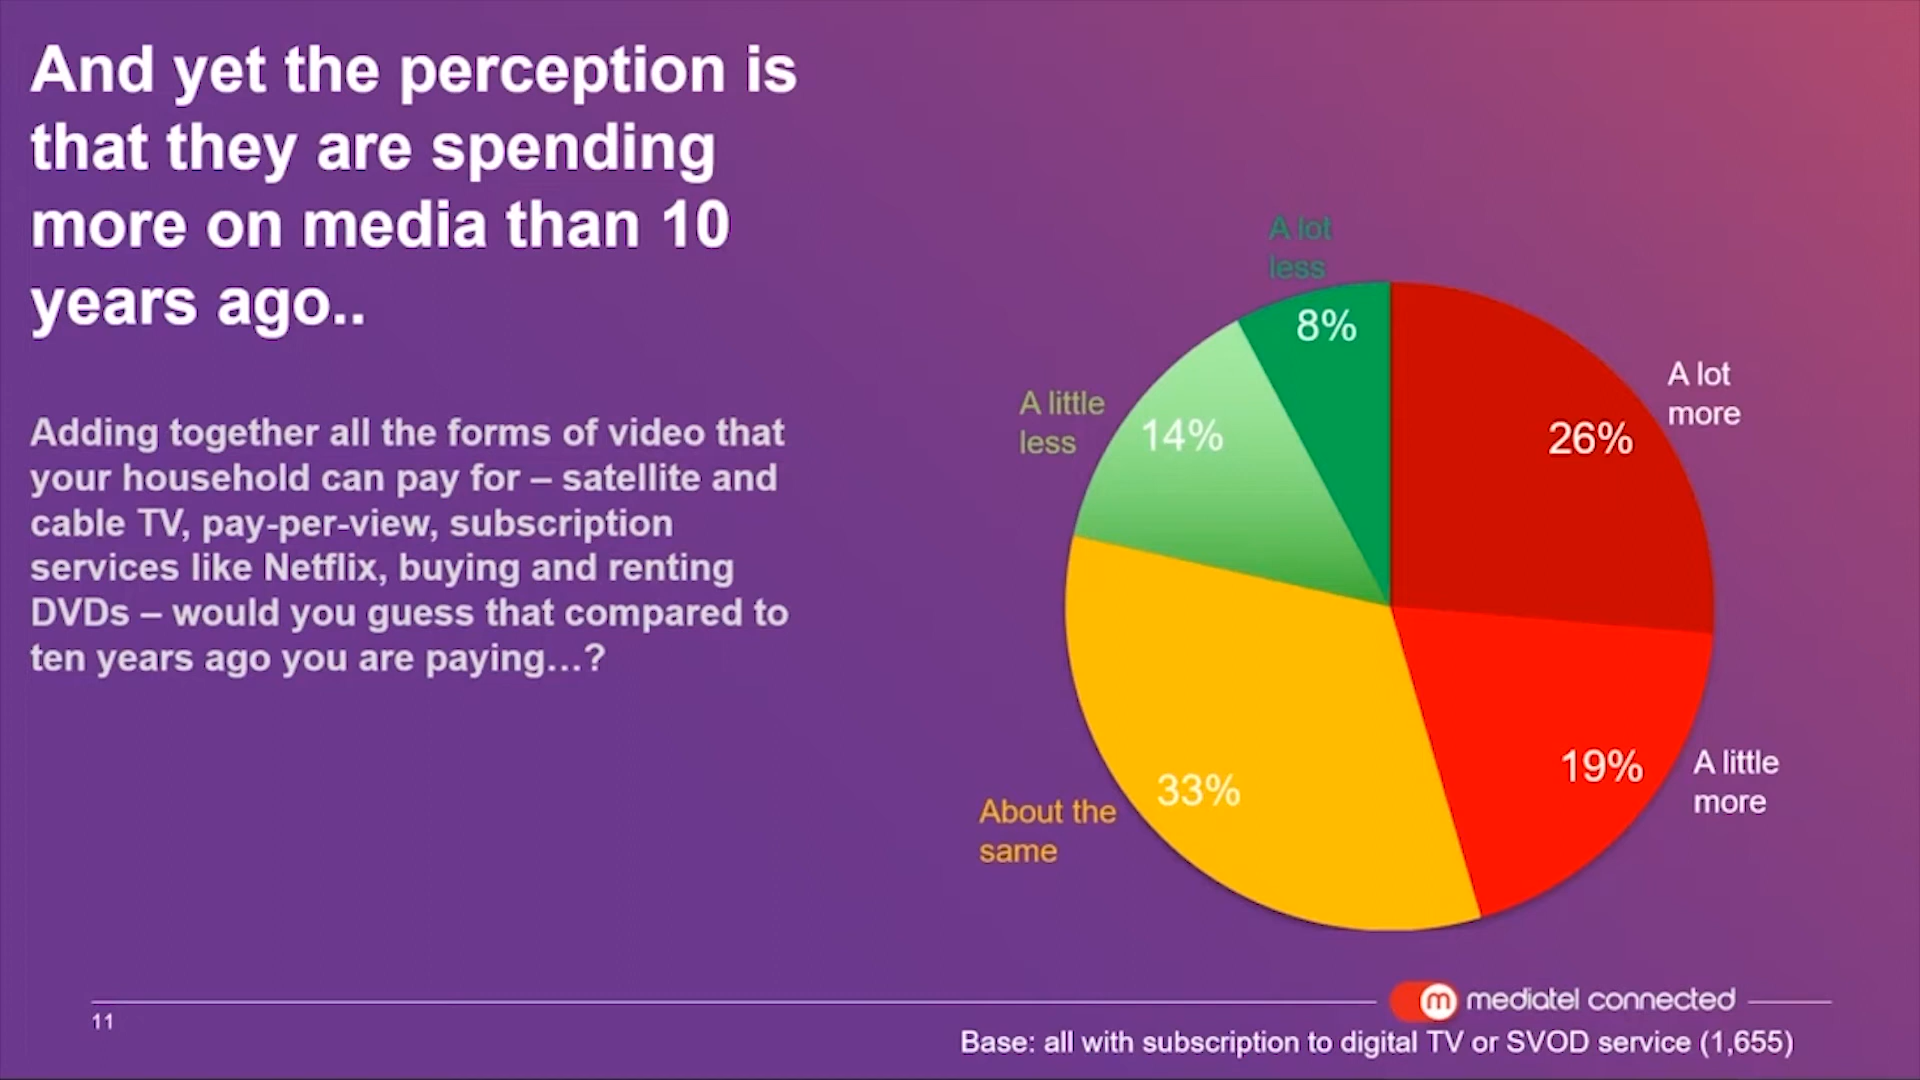 And yet the perception is
that they are spending
more on media than 10
years ago..
Adding together all the forms of video that
your household can pay for – satellite and
cable TV, pay-per-view, subscription
services like Netflix, buying and renting
DVDs – would you guess that compared to
ten years ago you are paying...?
A lot
less
8%
A lot
more
26%
A little
less
14%
19%
A little
more
33%
About the
same
m mediatel connected
11
Base: all with subscription to digital TV or SVOD service (1,655)